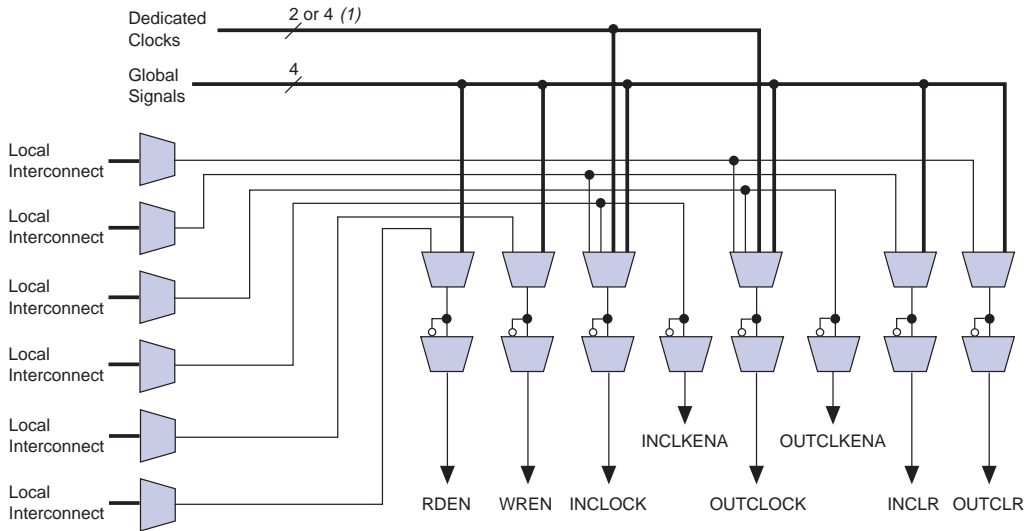 Dedicated
Clocks
2 or 4 (1)
Global
Signals
4
Local
Interconnect
Local
Interconnect
Local
Interconnect
Local
Interconnect
Local
Interconnect
Local
Interconnect
INCLKENA
OUTCLKENA
RDEN
WREN
INCLOCK
OUTCLOCK
INCLR
OUTCLR